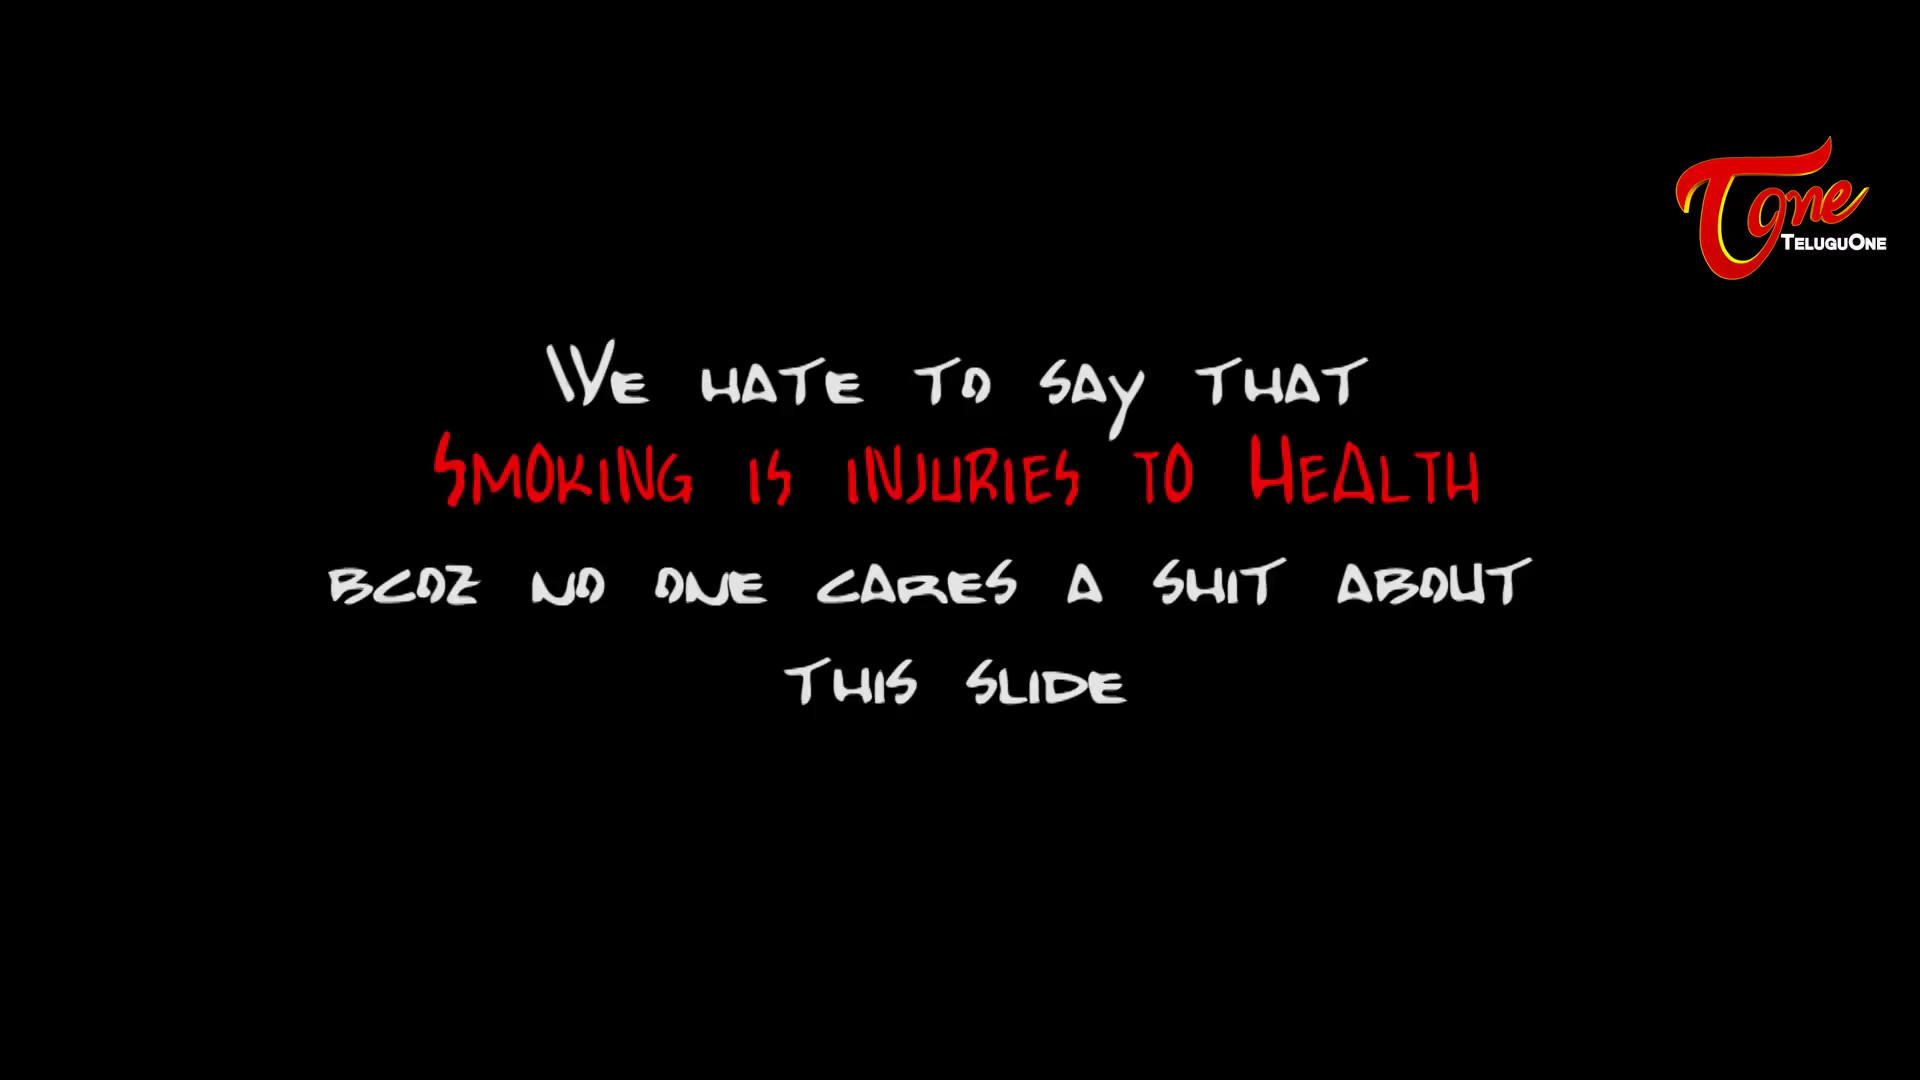 Tone
TeluguOne
We hate to say that
Smoking is injuries to Health
bcoz no one cares a shit about
this slide